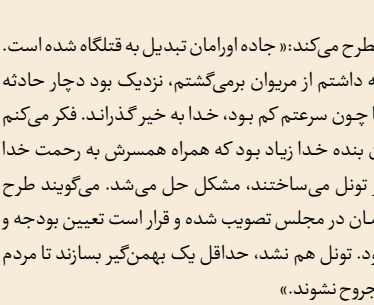 طرح می‌کند:« جاده اورامان تبدیل به قتلگاه شده است.
ه داشتم از مریوان برمی‌گشتم، نزدیک بود دچار حادثه
ا چون سرعتم کم بود، خدا به خیر گذراند. فکر می‌کنم
بنده خدا زیاد بود که همراه همسرش به رحمت خدا
تونل می‌ساختند، مشکل حل می‌شد. می‌گویند طرح
سان در مجلس تصویب شده و قرار است تعیین بودجه و
ود. تونل هم نشد، حداقل یک بهمن‌گیر بسازند تا مردم
جروح نشوند.»